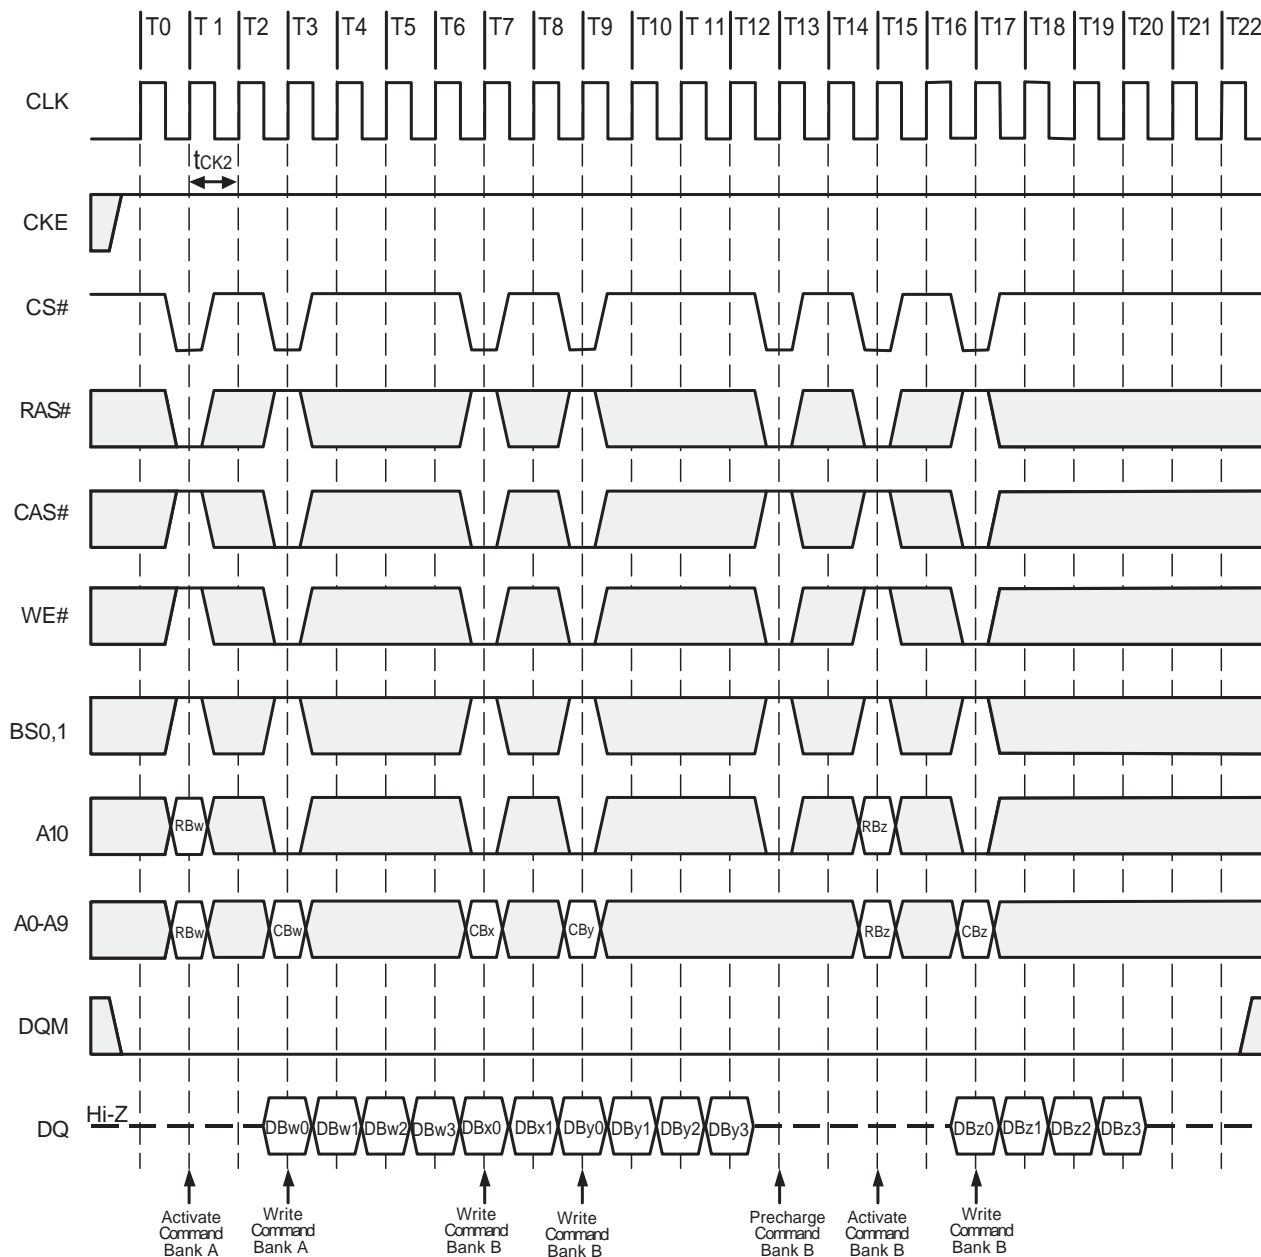 T0 T 1 T2 T3 T4 T5 T6 T7 T8 T9 T10 T 11 T12 T13 T14 T15 T16 T17 T18 T19 T20 T21 T22
CLK
tCK2
CKE
CS#
RAS#
CAS#
WE#
BS0,1
A10 RBw RBz
A0-A9 RBw CBw CBx CBy RBz CBz
DQM
DQ Hi-Z DBw0 DBw1 DBw2 DBw3 DBx0 DBx1 DBy0 DBy1 DBy2 DBy3 DBz0 DBz1 DBz2 DBz3
Activate
Command
Bank A
Write
Command
Bank A
Write
Command
Bank B
Write
Command
Bank B
Precharge
Command
Bank B
Activate
Command
Bank B
Write
Command
Bank B